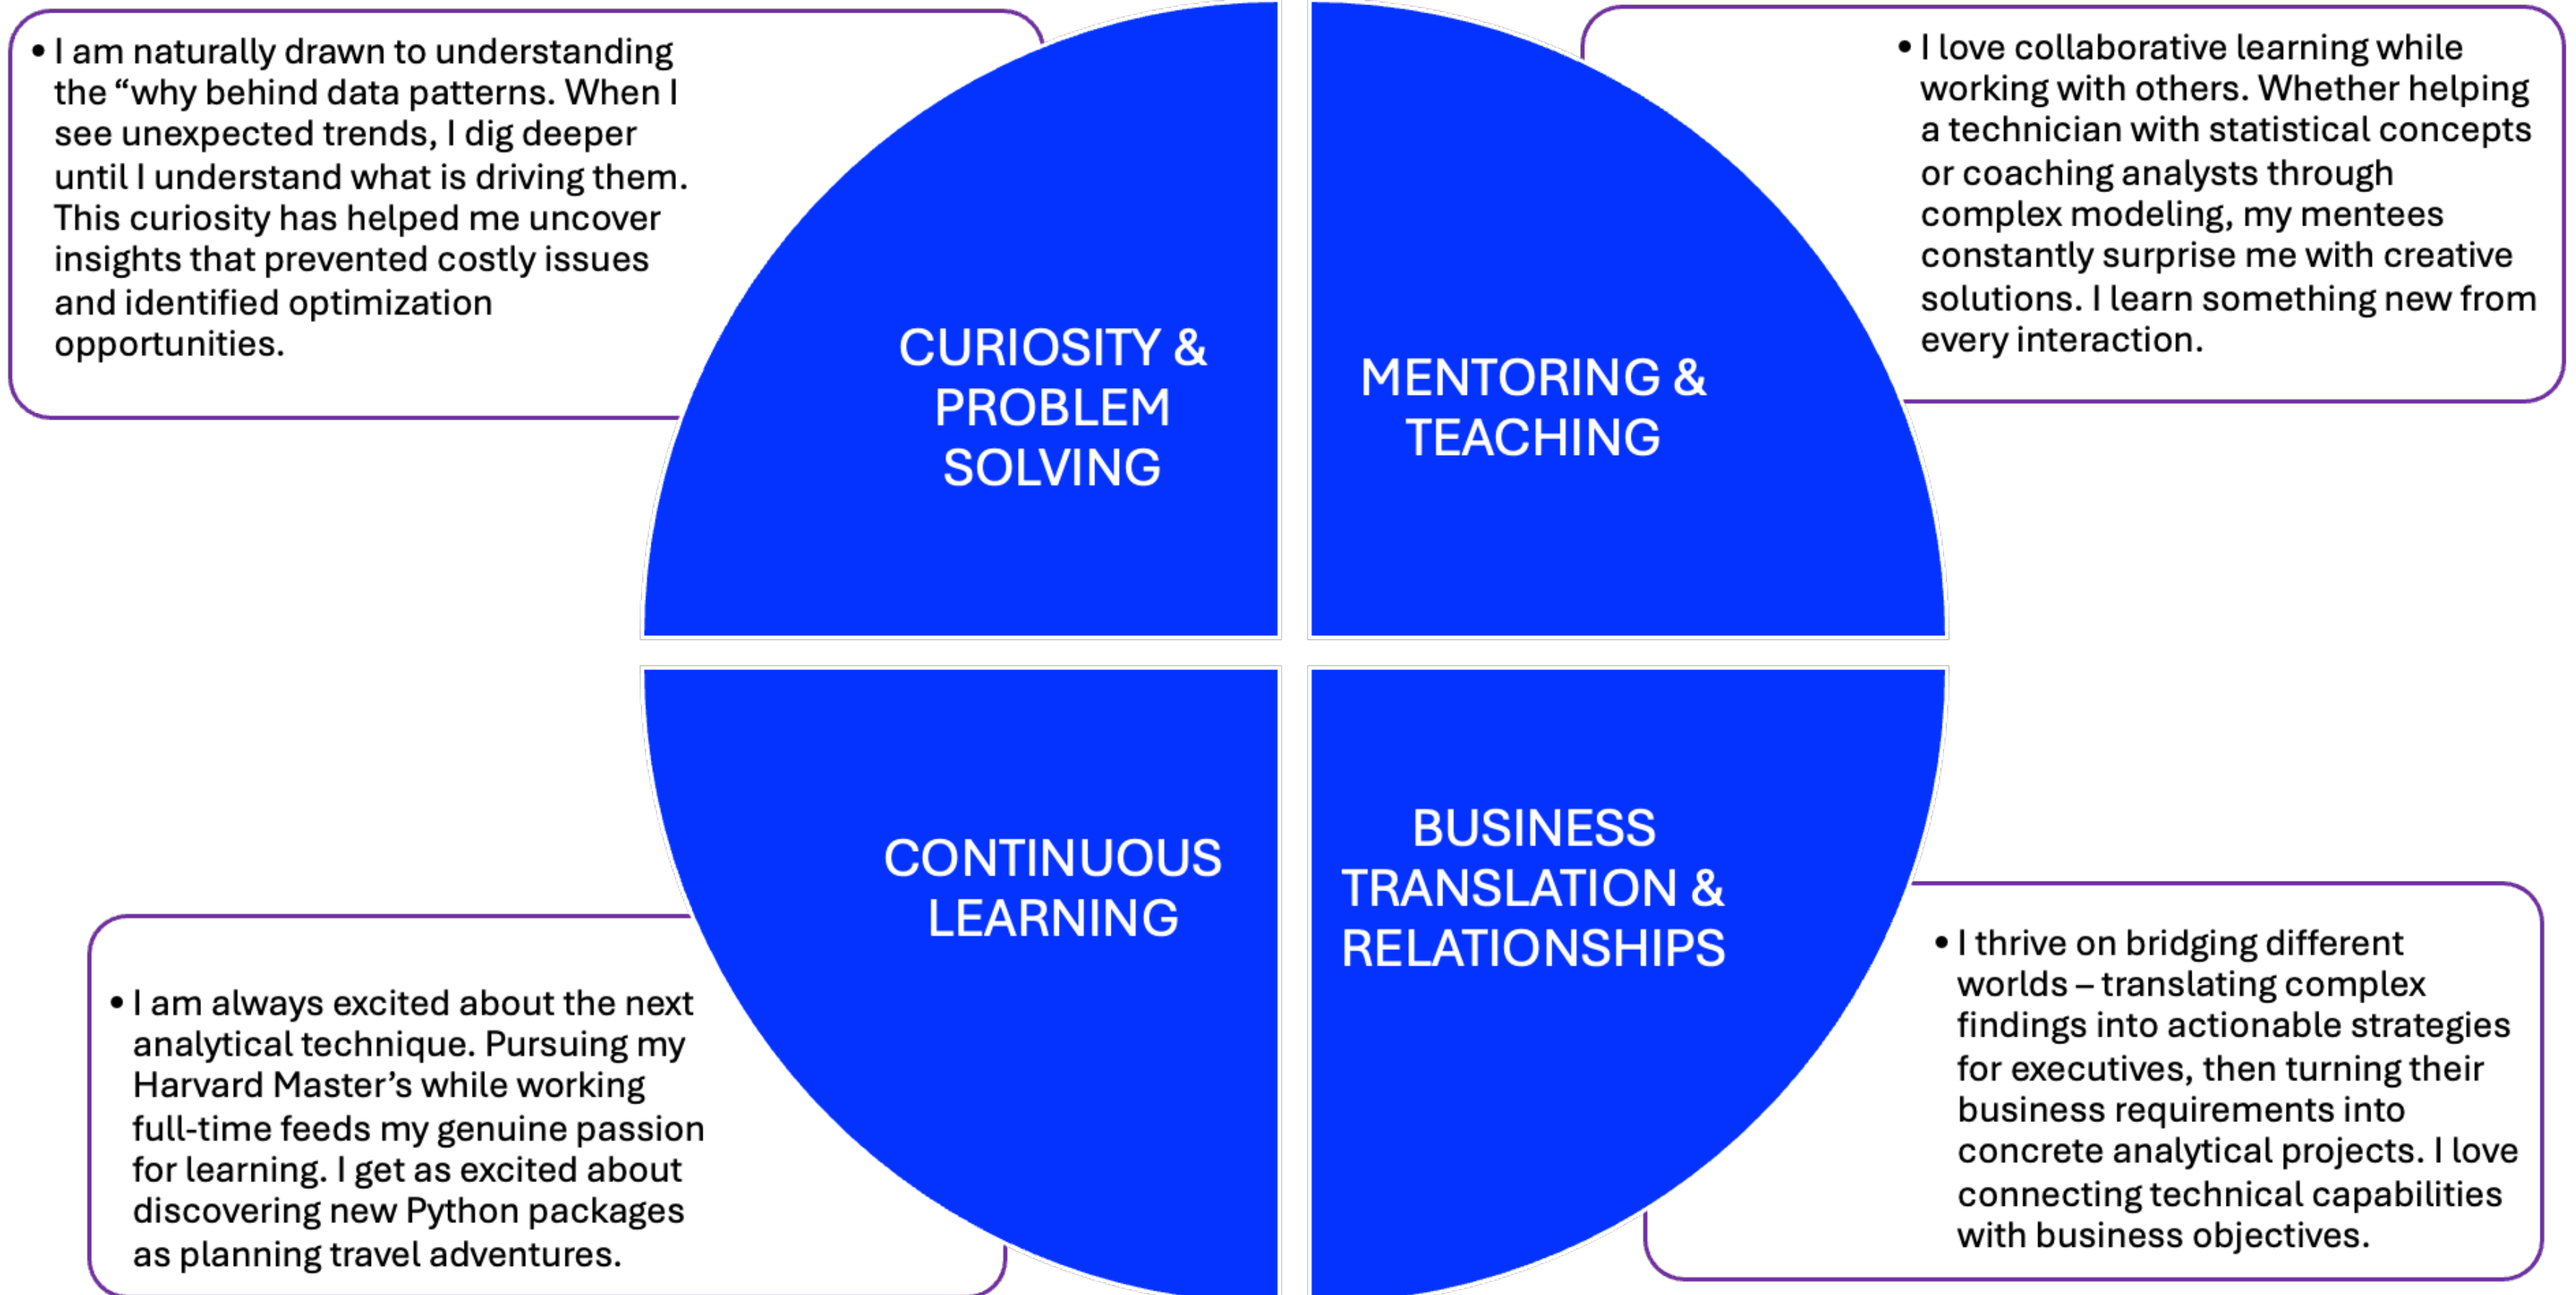 • I am naturally drawn to understanding
the “why behind data patterns. When I
see unexpected trends, I dig deeper
until I understand what is driving them.
This curiosity has helped me uncover
insights that prevented costly issues
and identified optimization
opportunities.
CURIOSITY &
PROBLEM
SOLVING
MENTORING &
TEACHING
• I love collaborative learning while
working with others. Whether helping
a technician with statistical concepts
or coaching analysts through
complex modeling, my mentees
constantly surprise me with creative
solutions. I learn something new from
every interaction.
• I am always excited about the next
analytical technique. Pursuing my
Harvard Master’s while working
full-time feeds my genuine passion
for learning. I get as excited about
discovering new Python packages
as planning travel adventures.
CONTINUOUS
LEARNING
BUSINESS
TRANSLATION &
RELATIONSHIPS
• I thrive on bridging different
worlds – translating complex
findings into actionable strategies
for executives, then turning their
business requirements into
concrete analytical projects. I love
connecting technical capabilities
with business objectives.